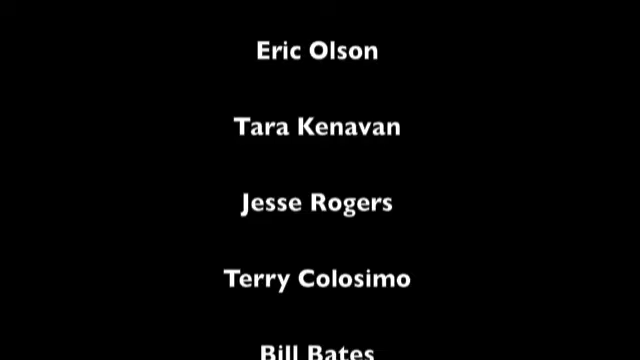 Eric Olson
Tara Kenavan
Jesse Rogers
Terry Colosimo
Bill Bates